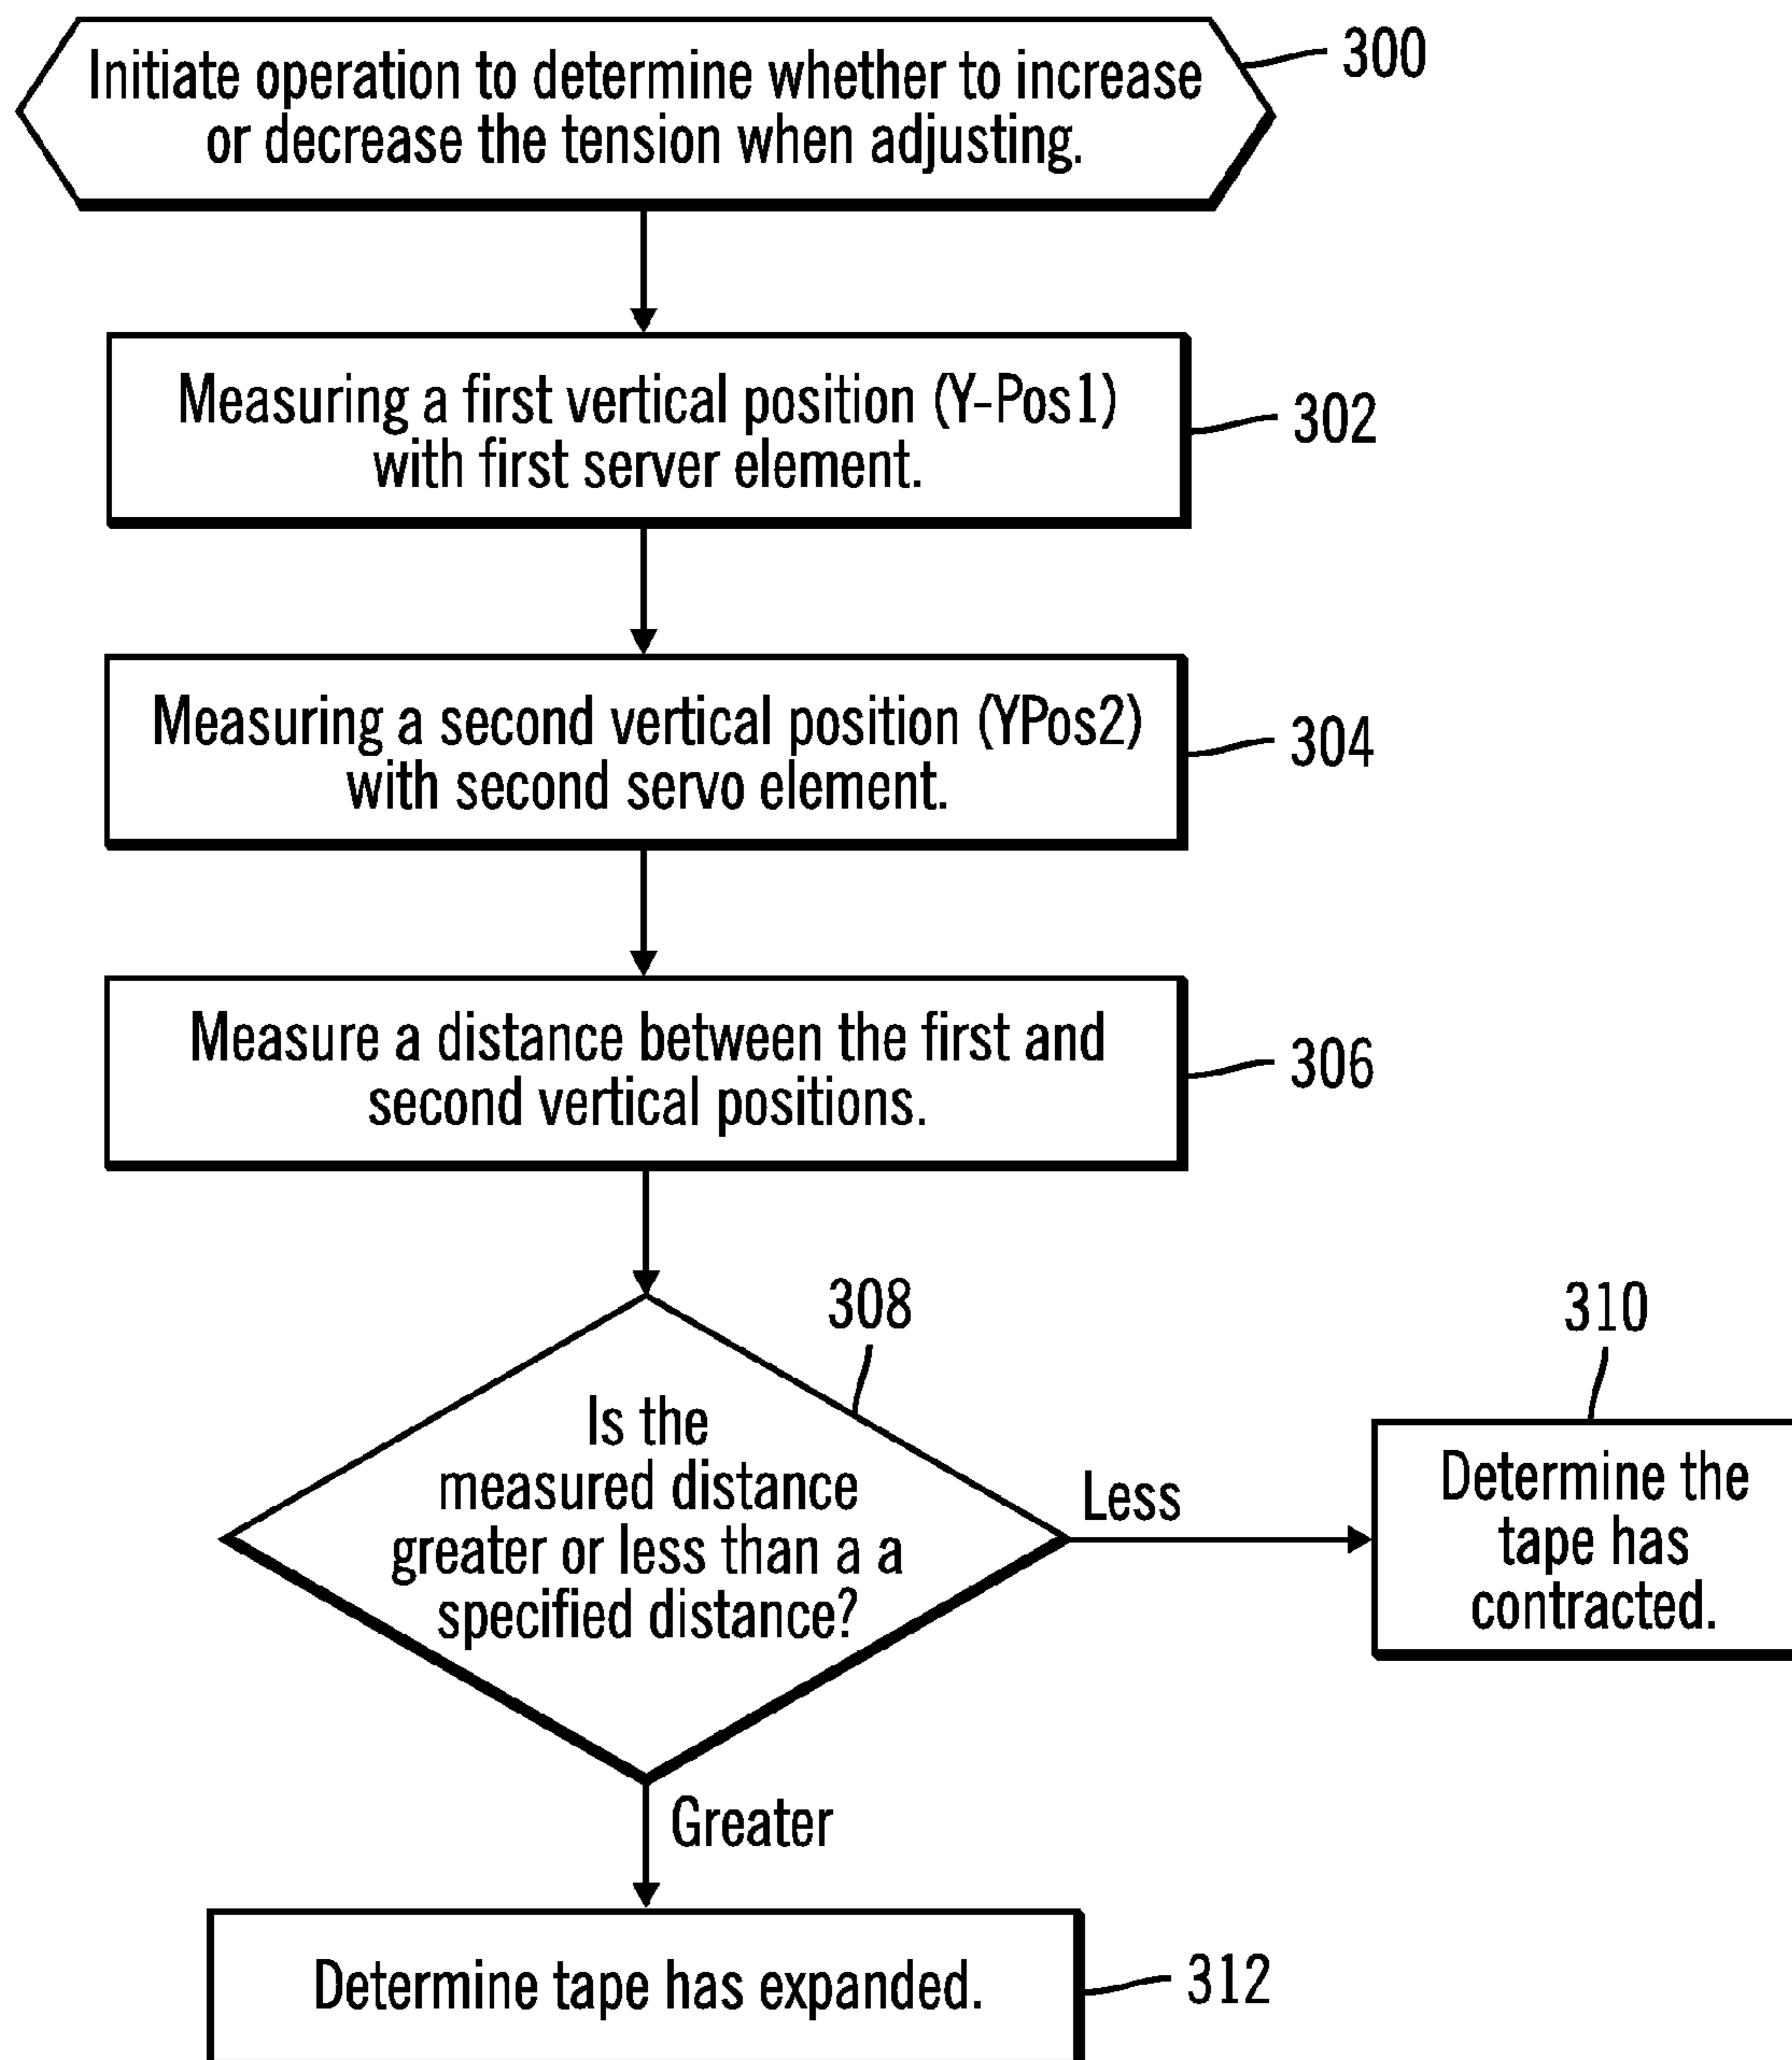 Initiate operation to determine whether to increase
or decrease the tension when adjusting.
300
Measuring a first vertical position (Y-Pos1)
with first server element.
302
Measuring a second vertical position (YPos2)
with second servo element.
304
Measure a distance between the first and
second vertical positions.
306
308
Is the
measured distance
greater or less than a a
specified distance?
Less
310
Determine the
tape has
contracted.
Greater
Determine tape has expanded.
312